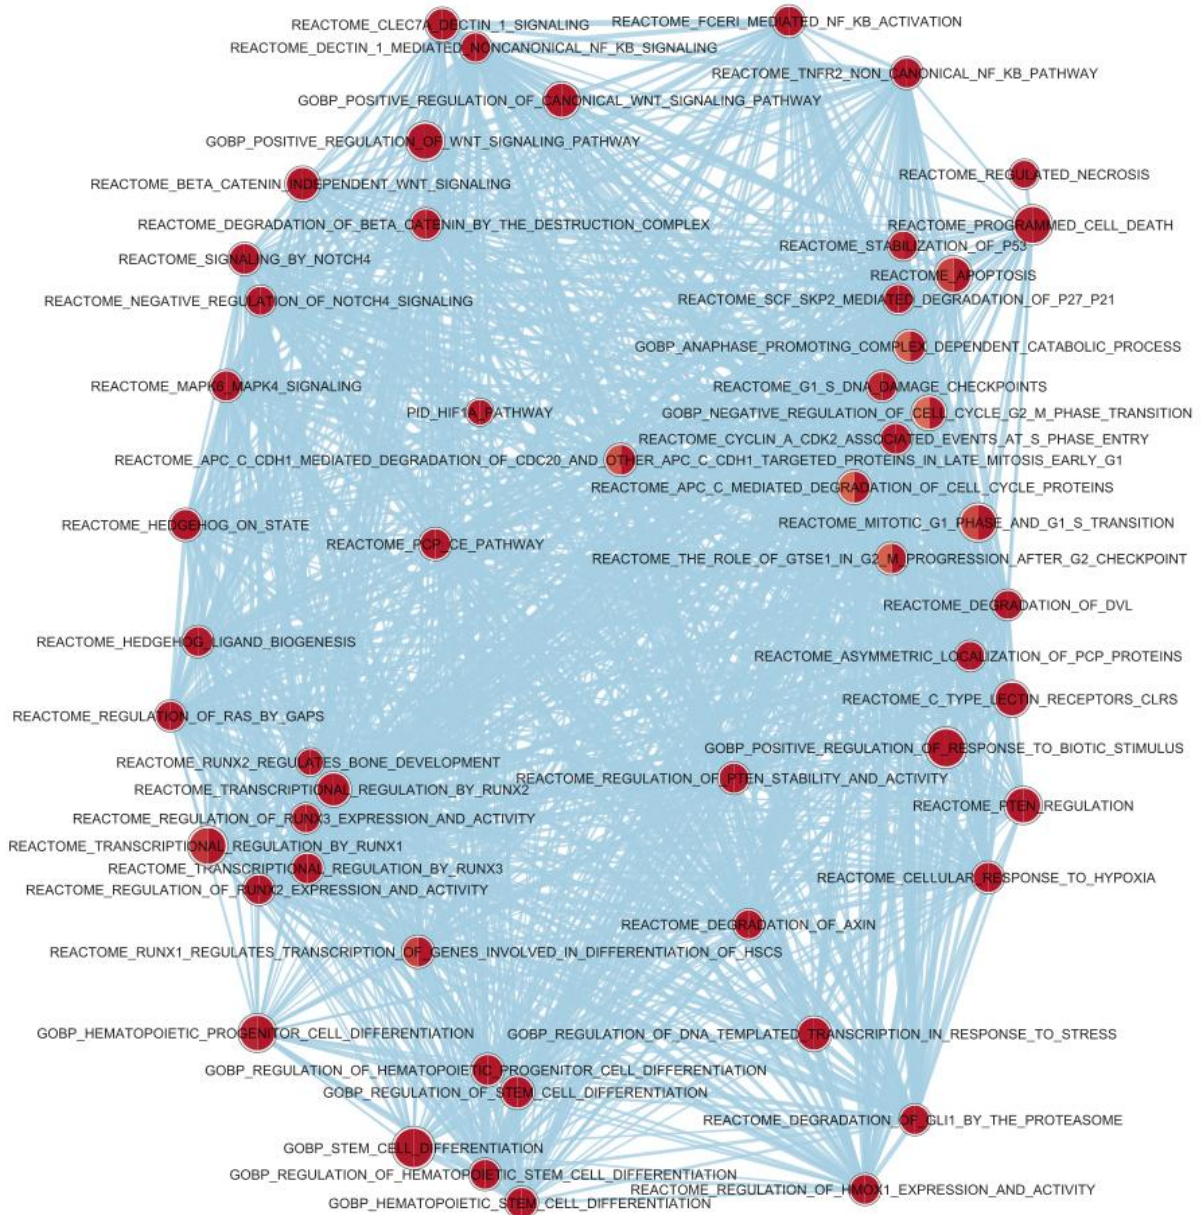 REACTOME_CLEC7A_DECTIN_1_SIGNALING
REACTOME_FCERI_MEDIATED_NF_KB_ACTIVATION
REACTOME_DECTIN_1_MEDIATED_NONCANONICAL_NF_KB_SIGNALING
REACTOME_TNFR2_NON_CANONICAL_NF_KB_PATHWAY
GOBP_POSITIVE_REGULATION_OF_CANONICAL_WNT_SIGNALING_PATHWAY
GOBP_POSITIVE_REGULATION_OF_WNT_SIGNALING_PATHWAY
REACTOME_REGULATED_NECROSIS
REACTOME_BETA_CATENIN_INDEPENDENT_WNT_SIGNALING
REACTOME_DEGRADATION_OF_BETA_CATENIN_BY_THE_DESTRUCTION_COMPLEX
REACTOME_PROGRAMMED_CELL_DEATH
REACTOME_STABILIZATION_OF_P53
REACTOME_SIGNALING_BY_NOTCH4
REACTOME_APOPTOSIS
REACTOME_NEGATIVE_REGULATION_OF_NOTCH4_SIGNALING
REACTOME_SCF_SKP2_MEDIATED_DEGRADATION_OF_P27_P21
GOBP_ANAPHASE_PROMOTING_COMPLEX_DEPENDENT_CATABOLIC_PROCESS
REACTOME_MAPK6_MAPK4_SIGNALING
REACTOME_G1_S_DNA_DAMAGE_CHECKPOINTS
PID_HIF1A_PATHWAY
GOBP_NEGATIVE_REGULATION_OF_CELL_CYCLE_G2_M_PHASE_TRANSITION
REACTOME_CYCLIN_A_CDK2_ASSOCIATED_EVENTS_AT_S_PHASE_ENTRY
REACTOME_APC_C_CDH1_MEDIATED_DEGRADATION_OF_CDC20_AND_OTHER_APC_C_CDH1_TARGETED_PROTEINS_IN_LATE_MITOSIS_EARLY_G1
REACTOME_APC_C_MEDIATED_DEGRADATION_OF_CELL_CYCLE_PROTEINS
REACTOME_HEDGEHOG_ON_STATE
REACTOME_MITOTIC_G1_PHASE_AND_G1_S_TRANSITION
REACTOME_PCP_CE_PATHWAY
REACTOME_THE_ROLE_OF_GTSE1_IN_G2_M_PROGRESSION_AFTER_G2_CHECKPOINT
REACTOME_DEGRADATION_OF_DVL
REACTOME_HEDGEHOG_LIGAND_BIOGENESIS
REACTOME_ASYMMETRIC_LOCALIZATION_OF_PCP_PROTEINS
REACTOME_C_TYPE_LECTIN_RECEPTORS_CLRS
REACTOME_REGULATION_OF_RAS_BY_GAPS
GOBP_POSITIVE_REGULATION_OF_RESPONSE_TO_BIOTIC_STIMULUS
REACTOME_RUNX2_REGULATES_BONE_DEVELOPMENT
REACTOME_REGULATION_OF_PTEN_STABILITY_AND_ACTIVITY
REACTOME_TRANSCRIPTIONAL_REGULATION_BY_RUNX2
REACTOME_PTEN_REGULATION
REACTOME_REGULATION_OF_RUNX3_EXPRESSION_AND_ACTIVITY
REACTOME_TRANSCRIPTIONAL_REGULATION_BY_RUNX1
REACTOME_TRANSCRIPTIONAL_REGULATION_BY_RUNX3
REACTOME_CELLULAR_RESPONSE_TO_HYPOXIA
REACTOME_REGULATION_OF_RUNX2_EXPRESSION_AND_ACTIVITY
REACTOME_DEGRADATION_OF_AXIN
REACTOME_RUNX1_REGULATES_TRANSCRIPTION_OF_GENES_INVOLVED_IN_DIFFERENTIATION_OF_HSCS
GOBP_HEMATOPOIETIC_PROGENITOR_CELL_DIFFERENTIATION
GOBP_REGULATION_OF_DNA_TEMPLATED_TRANSCRIPTION_IN_RESPONSE_TO_STRESS
GOBP_REGULATION_OF_HEMATOPOIETIC_PROGENITOR_CELL_DIFFERENTIATION
GOBP_REGULATION_OF_STEM_CELL_DIFFERENTIATION
REACTOME_DEGRADATION_OF_GLI1_BY_THE_PROTEASOME
GOBP_STEM_CELL_DIFFERENTIATION
GOBP_REGULATION_OF_HEMATOPOIETIC_STEM_CELL_DIFFERENTIATION
REACTOME_REGULATION_OF_HMOX1_EXPRESSION_AND_ACTIVITY
GOBP_HEMATOPOIETIC_STEM_CELL_DIFFERENTIATION